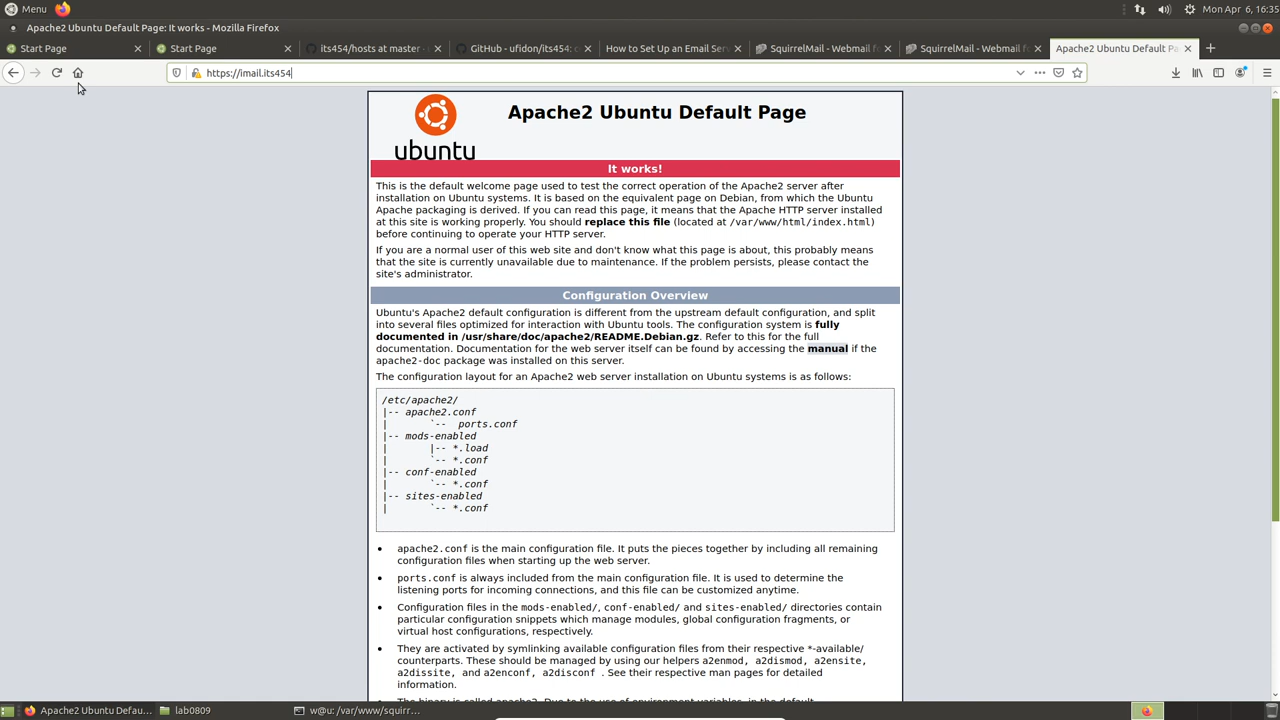 Menu
Mon Apr 6, 16:35
Apache2 Ubuntu Default Page: It works - Mozilla Firefox
Start Page
Start Page
its454/hosts at master ·
GitHub - ufidon/its454: c
How to Set Up an Email Serv
SquirrelMail - Webmail fo
SquirrelMail - Webmail fo
Apache2 Ubuntu Default Pa
https://imail.its454
ubuntu
Apache2 Ubuntu Default Page
It works!
This is the default welcome page used to test the correct operation of the Apache2 server after
installation on Ubuntu systems. It is based on the equivalent page on Debian, from which the Ubuntu
Apache packaging is derived. If you can read this page, it means that the Apache HTTP server installed
at this site is working properly. You should replace this file (located at /var/www/html/index.html)
before continuing to operate your HTTP server.
If you are a normal user of this web site and don't know what this page is about, this probably means
that the site is currently unavailable due to maintenance. If the problem persists, please contact the
site's administrator.
Configuration Overview
Ubuntu's Apache2 default configuration is different from the upstream default configuration, and split
into several files optimized for interaction with Ubuntu tools. The configuration system is fully
documented in /usr/share/doc/apache2/README.Debian.gz. Refer to this for the full
documentation. Documentation for the web server itself can be found by accessing the manual if the
apache2-doc package was installed on this server.
The configuration layout for an Apache2 web server installation on Ubuntu systems is as follows:
/etc/apache2/
|-- apache2.conf
|       `--  ports.conf
|-- mods-enabled
|       |-- *.load
|       `-- *.conf
|-- conf-enabled
|       `-- *.conf
|-- sites-enabled
|       `-- *.conf
• apache2.conf is the main configuration file. It puts the pieces together by including all remaining
configuration files when starting up the web server.
• ports.conf is always included from the main configuration file. It is used to determine the
listening ports for incoming connections, and this file can be customized anytime.
• Configuration files in the mods-enabled/, conf-enabled/ and sites-enabled/ directories contain
particular configuration snippets which manage modules, global configuration fragments, or
virtual host configurations, respectively.
• They are activated by symlinking available configuration files from their respective *-available/
counterparts. These should be managed by using our helpers a2enmod, a2dismod, a2ensite,
a2dissite, and a2enconf, a2disconf . See their respective man pages for detailed
information.
The binary is called apache2. Due to the use of environment variables, in the default
Apache2 Ubuntu Defau...
lab0809
w@u: /var/www/squirr...